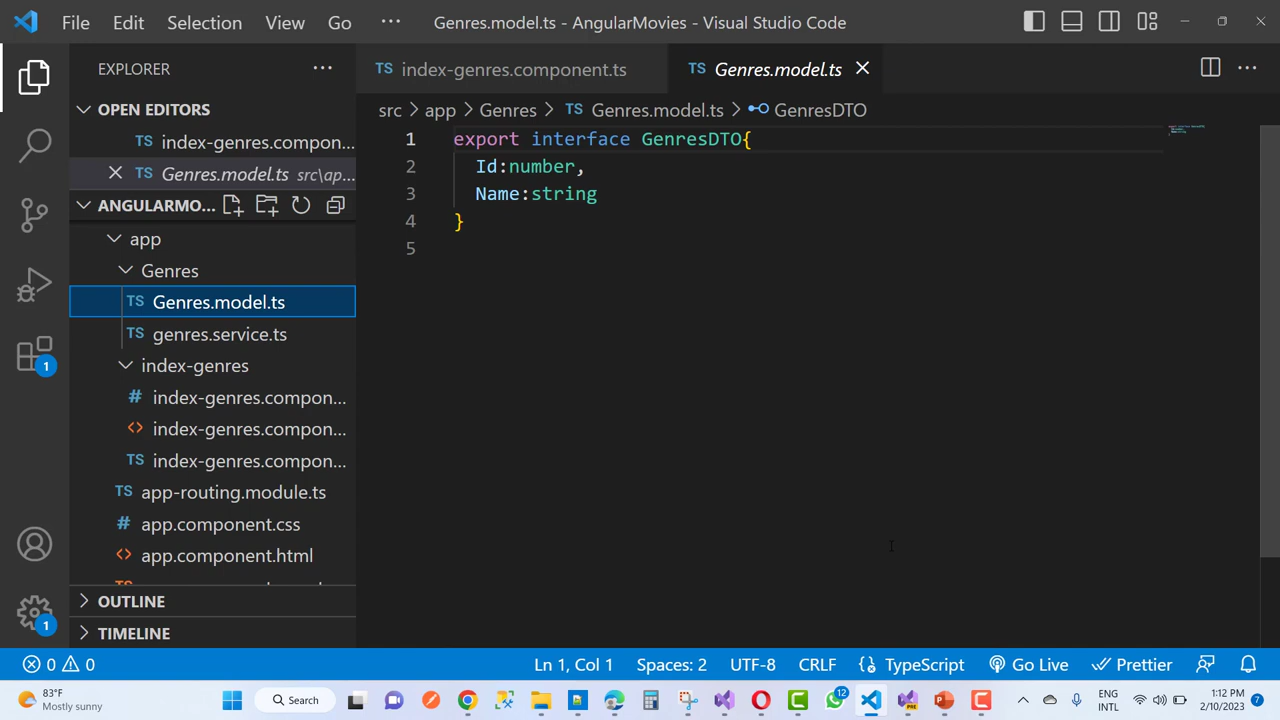 File Edit Selection View Go ··· Genres.model.ts - AngularMovies - Visual Studio Code
EXPLORER ···
OPEN EDITORS
TS index-genres.compon...
TS Genres.model.ts src\ap...
ANGULARMO...
app
Genres
TS Genres.model.ts
TS genres.service.ts
index-genres
# index-genres.compon...
<> index-genres.compon...
TS index-genres.compon...
TS app-routing.module.ts
# app.component.css
<> app.component.html
OUTLINE
TIMELINE
1
1
TS index-genres.component.ts TS Genres.model.ts
src > app > Genres > TS Genres.model.ts > GenresDTO
1 export interface GenresDTO{
2 Id:number,
3 Name:string
4 }
5
0 0 Ln 1, Col 1 Spaces: 2 UTF-8 CRLF {} TypeScript Go Live Prettier
83°F
Mostly sunny
Search
12
PRE
ENG
INTL
1:12 PM
2/10/2023
7